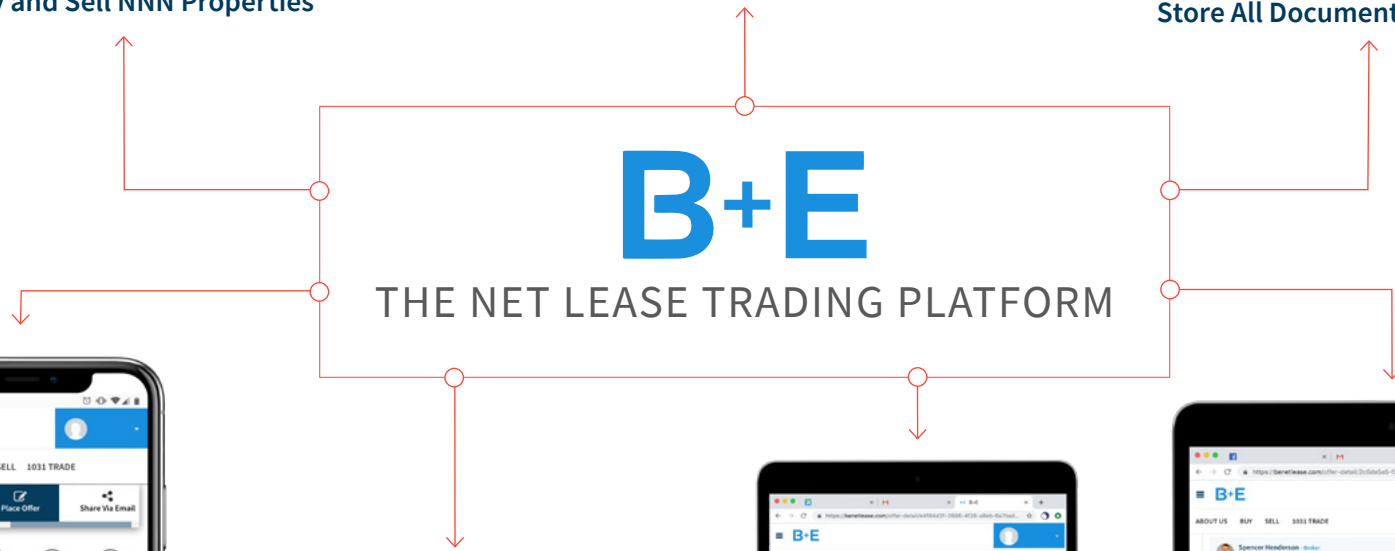 and Sell NNN Properties
Store All Document
B+E
THE NET LEASE TRADING PLATFORM
SELL 1031 TRADE
Place Offer
Share Via Email
B+E
B+E
ABOUT US BUY SELL 1031 TRADE
Spencer Henderson - Broker